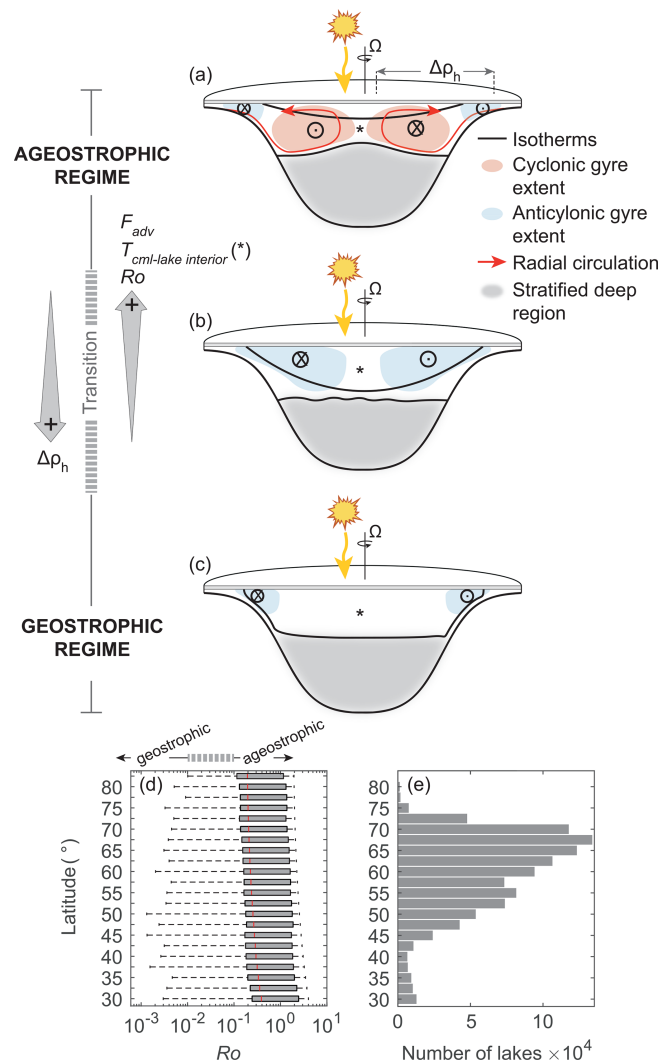 Ω
Δρh
(a)
AGEOSTROPHIC
REGIME
Isotherms
Cyclonic gyre
extent
Anticylonic gyre
extent
Radial circulation
Stratified deep
region
*
Fadv
Tcml-lake interior (*)
Ro
+
Transition
+
Δρh
Ω
(b)
*
Ω
(c)
*
GEOSTROPHIC
REGIME
geostrophic
ageostrophic
(d)
(e)
Latitude (°)
80
75
70
65
60
55
50
45
40
35
30
10⁻³ 10⁻² 10⁻¹ 10⁰ 10¹
Ro
80
75
70
65
60
55
50
45
40
35
30
0 5 10
Number of lakes ×10⁴